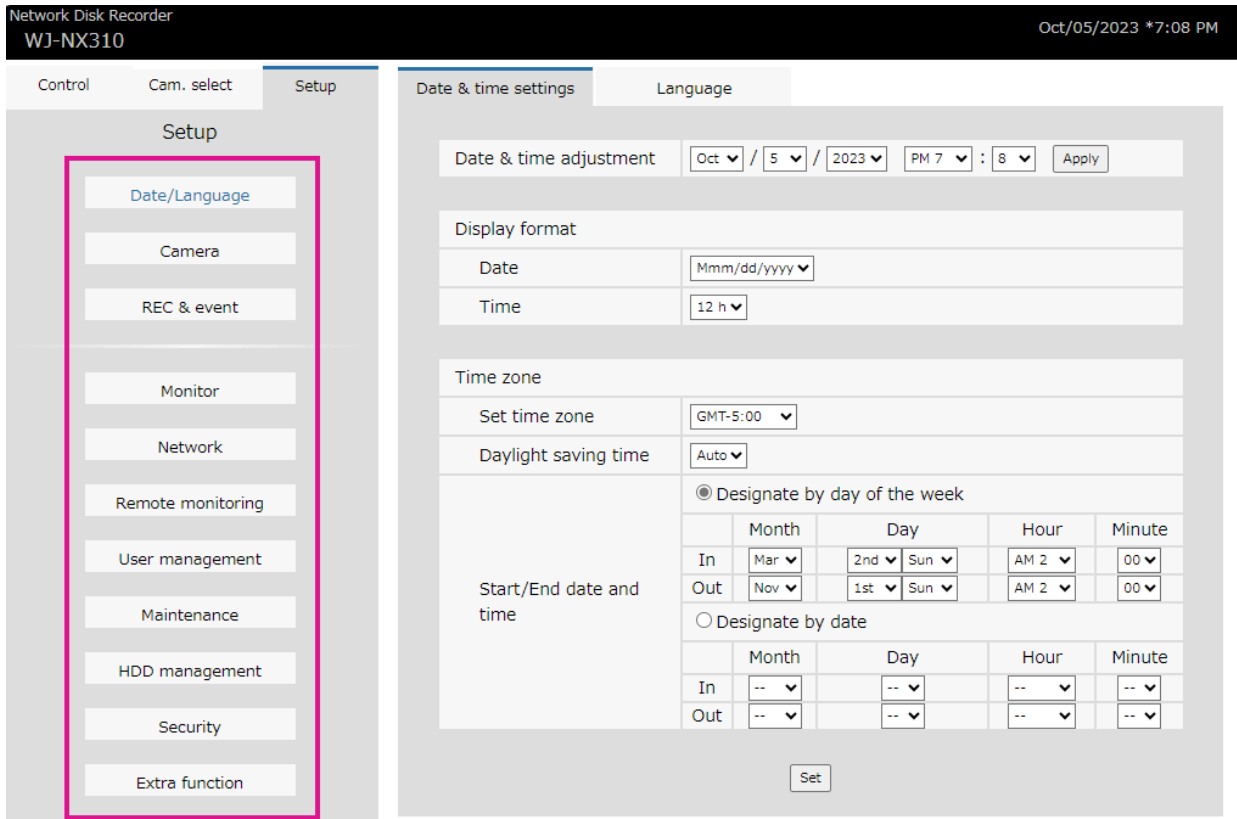 Network Disk Recorder
WJ-NX310
Oct/05/2023 *7:08 PM
Control Cam. select Setup
Setup
Date/Language
Camera
REC & event
Monitor
Network
Remote monitoring
User management
Maintenance
HDD management
Security
Extra function
Date & time settings Language
Date & time adjustment Oct / 5 / 2023 PM 7 : 8 Apply
Display format
Date Mmm/dd/yyyy
Time 12 h
Time zone
Set time zone GMT-5:00
Daylight saving time Auto
Start/End date and
time
Designate by day of the week
Month Day Hour Minute
In Mar 2nd Sun AM 2 00
Out Nov 1st Sun AM 2 00
Designate by date
Month Day Hour Minute
In -- -- -- --
Out -- -- -- --
Set